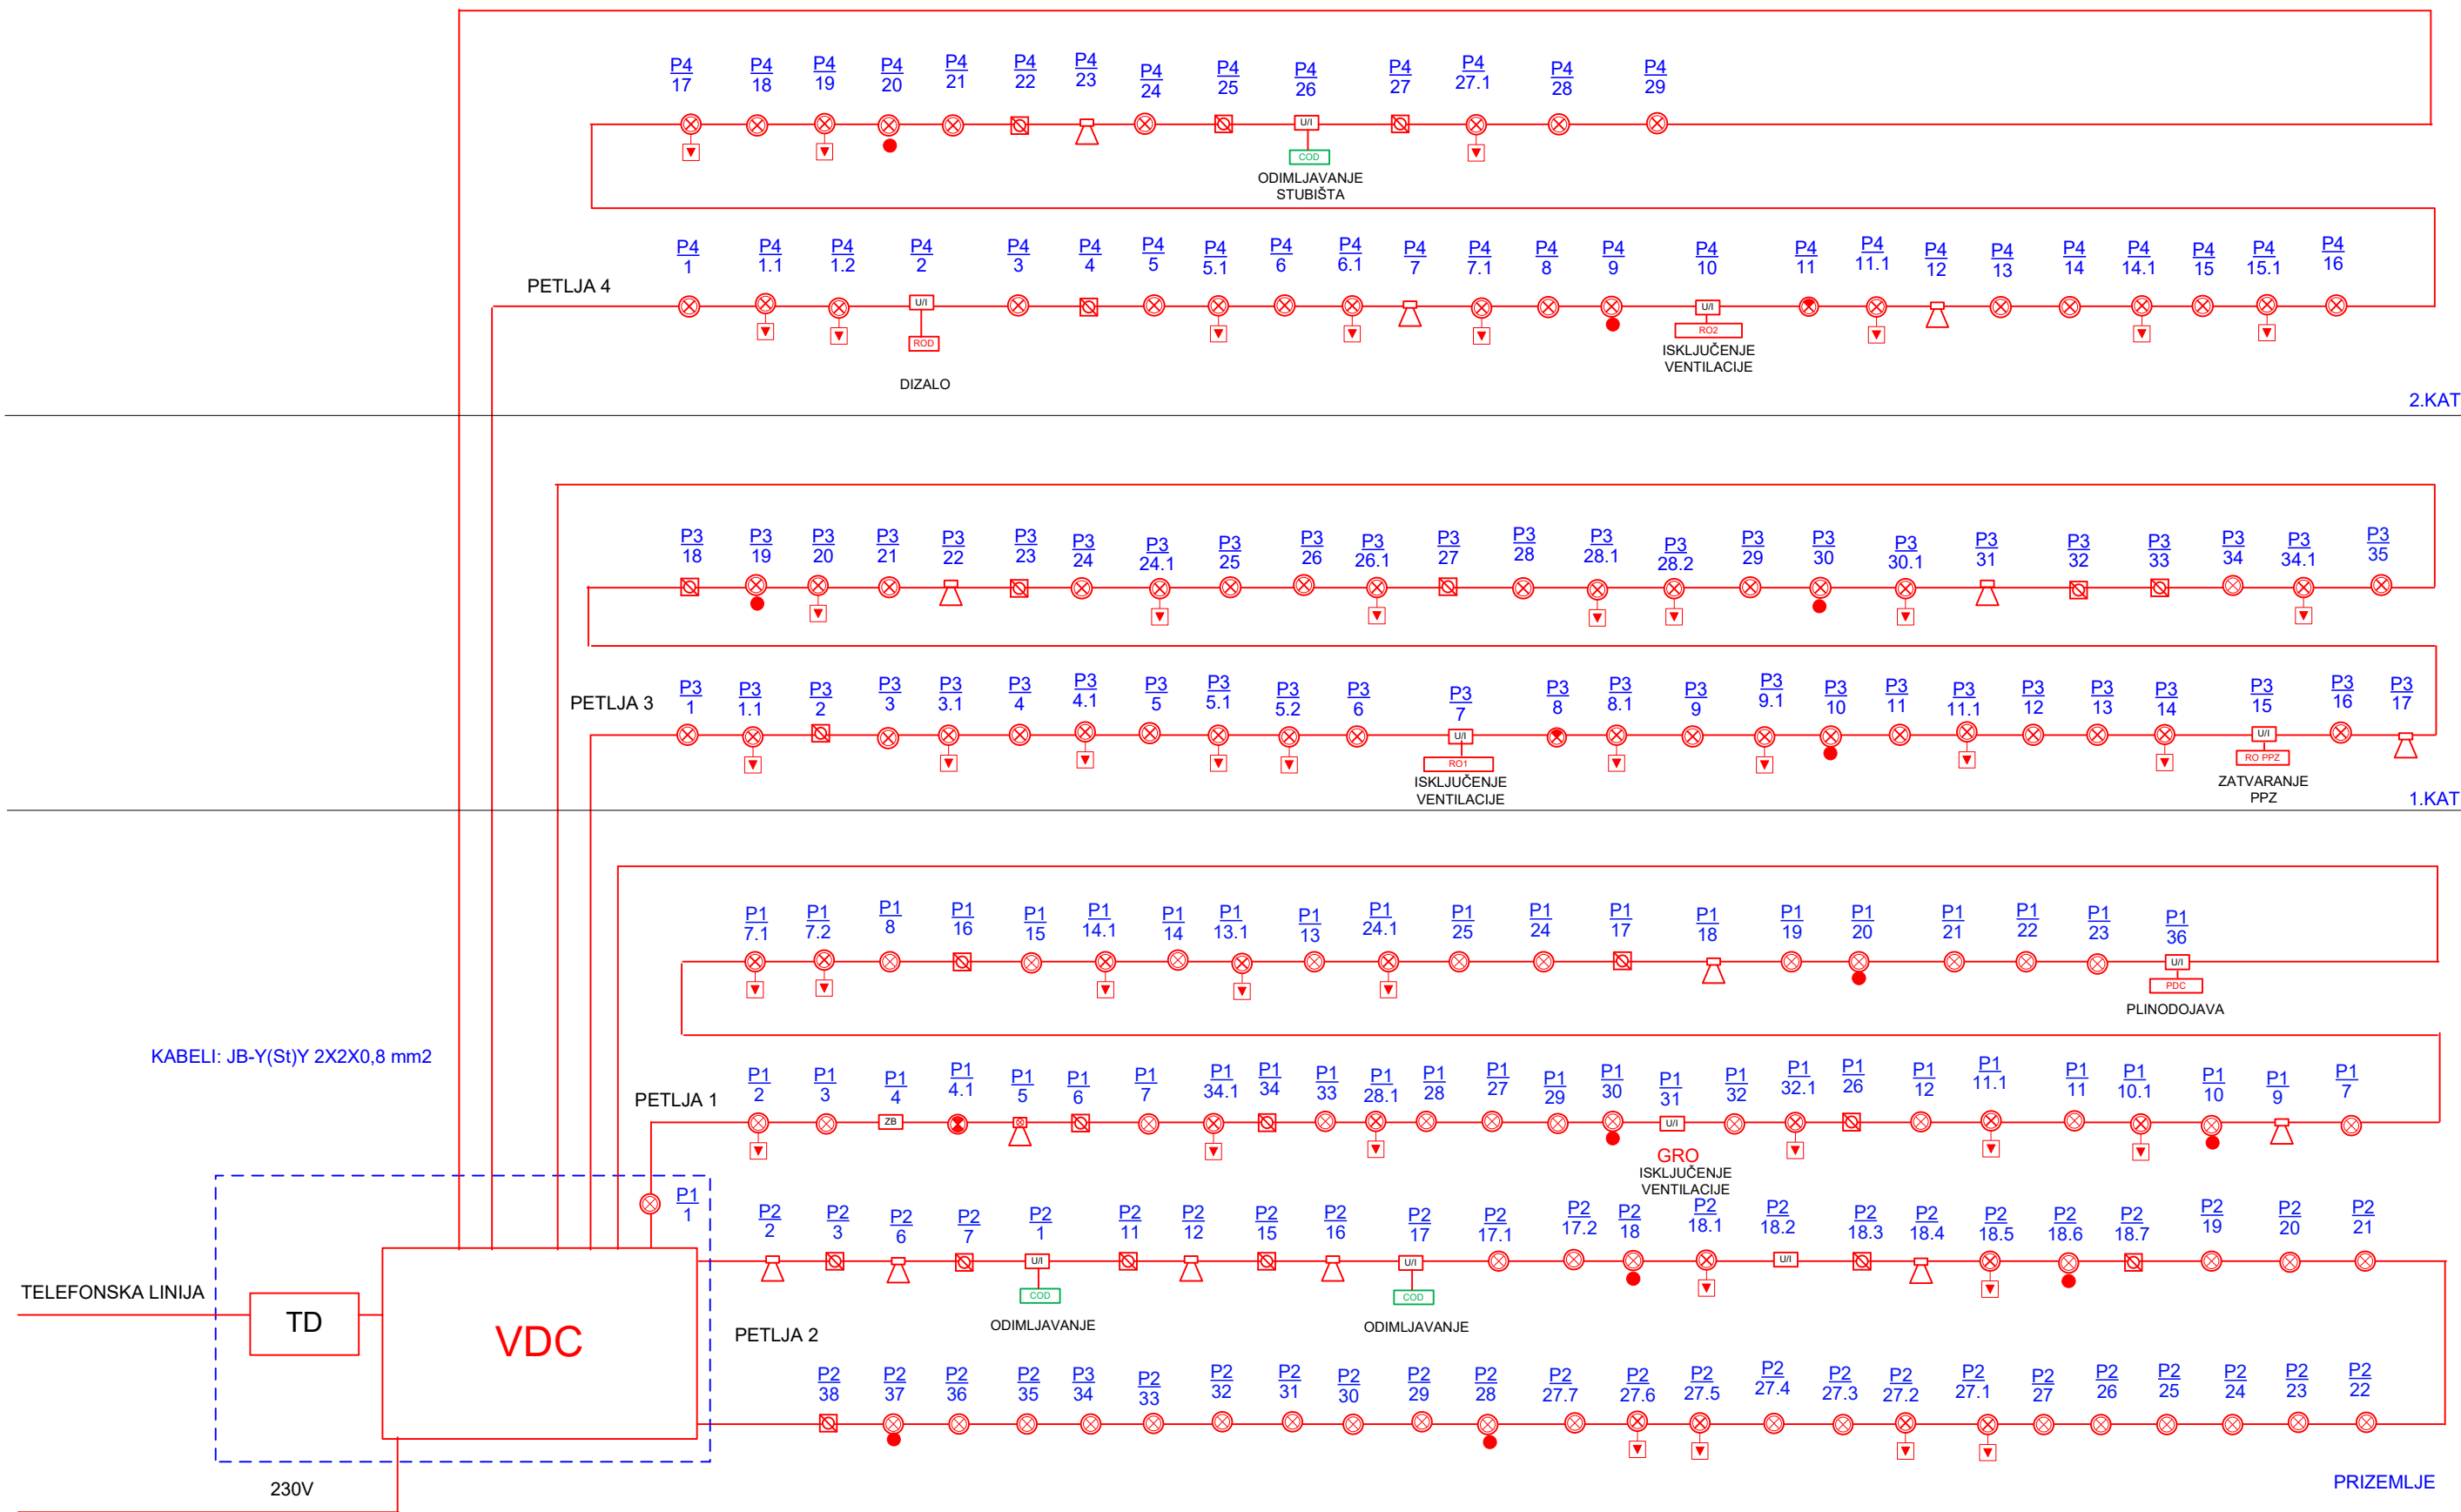 P4 P4 P4 P4 P4 P4 P4 P4 P4 P4 P4 P4 P4 P4
17 18 19 20 21 22 23 24 25 26 27 27.1 28 29
U/I
COD
ODIMLJAVANJE
STUBIŠTA
P4 P4 P4 P4 P4 P4 P4 P4 P4 P4 P4 P4 P4 P4 P4 P4 P4 P4 P4 P4 P4 P4 P4 P4
1 1.1 1.2 2 3 4 5 5.1 6 6.1 7 7.1 8 9 10 11 11.1 12 13 14 14.1 15 15.1 16
PETLJA 4
U/I U/I
ROD RO2
DIZALO
ISKLJUČENJE
VENTILACIJE
2.KAT
P3 P3 P3 P3 P3 P3 P3 P3 P3 P3 P3 P3 P3 P3 P3 P3 P3 P3 P3 P3 P3 P3 P3 P3
18 19 20 21 22 23 24 24.1 25 26 26.1 27 28 28.1 28.2 29 30 30.1 31 32 33 34 34.1 35
PETLJA 3
P3 P3 P3 P3 P3 P3 P3 P3 P3 P3 P3 P3 P3 P3 P3 P3 P3 P3 P3 P3 P3 P3 P3 P3 P3
1 1.1 2 3 3.1 4 4.1 5 5.1 5.2 6 7 8 8.1 9 9.1 10 11 11.1 12 13 14 15 16 17
U/I U/I
RO1 RO PPZ
ISKLJUČENJE
VENTILACIJE
ZATVARANJE
PPZ
1.KAT
P1 P1 P1 P1 P1 P1 P1 P1 P1 P1 P1 P1 P1 P1 P1 P1 P1 P1 P1 P1
7.1 7.2 8 16 15 14.1 14 13.1 13 24.1 25 24 17 18 19 20 21 22 23 36
U/I
PDC
PLINODOJAVA
KABELI: JB-Y(St)Y 2X2X0,8 mm2
PETLJA 1
P1 P1 P1 P1 P1 P1 P1 P1 P1 P1 P1 P1 P1 P1 P1 P1 P1 P1 P1 P1 P1 P1 P1 P1 P1 P1
2 3 4 4.1 5 6 7 34.1 34 33 28.1 28 27 29 30 31 32 32.1 26 12 11.1 11 10.1 10 9 7
ZB U/I
GRO
ISKLJUČENJE
VENTILACIJE
P1
1
P2 P2 P2 P2 P2 P2 P2 P2 P2 P2 P2 P2 P2 P2 P2 P2 P2 P2 P2 P2 P2 P2 P2
2 3 6 7 1 11 12 15 16 17 17.1 17.2 18 18.1 18.2 18.3 18.4 18.5 18.6 18.7 19 20 21
U/I U/I U/I
COD COD
ODIMLJAVANJE
ODIMLJAVANJE
TELEFONSKA LINIJA
TD
VDC
PETLJA 2
P2 P2 P2 P2 P3 P2 P2 P2 P2 P2 P2 P2 P2 P2 P2 P2 P2 P2 P2 P2 P2 P2 P2 P2
38 37 36 35 34 33 32 31 30 29 28 27.7 27.6 27.5 27.4 27.3 27.2 27.1 27 26 25 24 23 22
230V
PRIZEMLJE